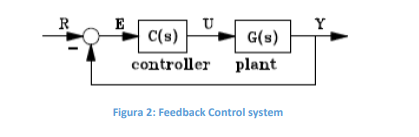 R E U Y
C(s) G(s)
controller plant
Figura 2: Feedback Control system